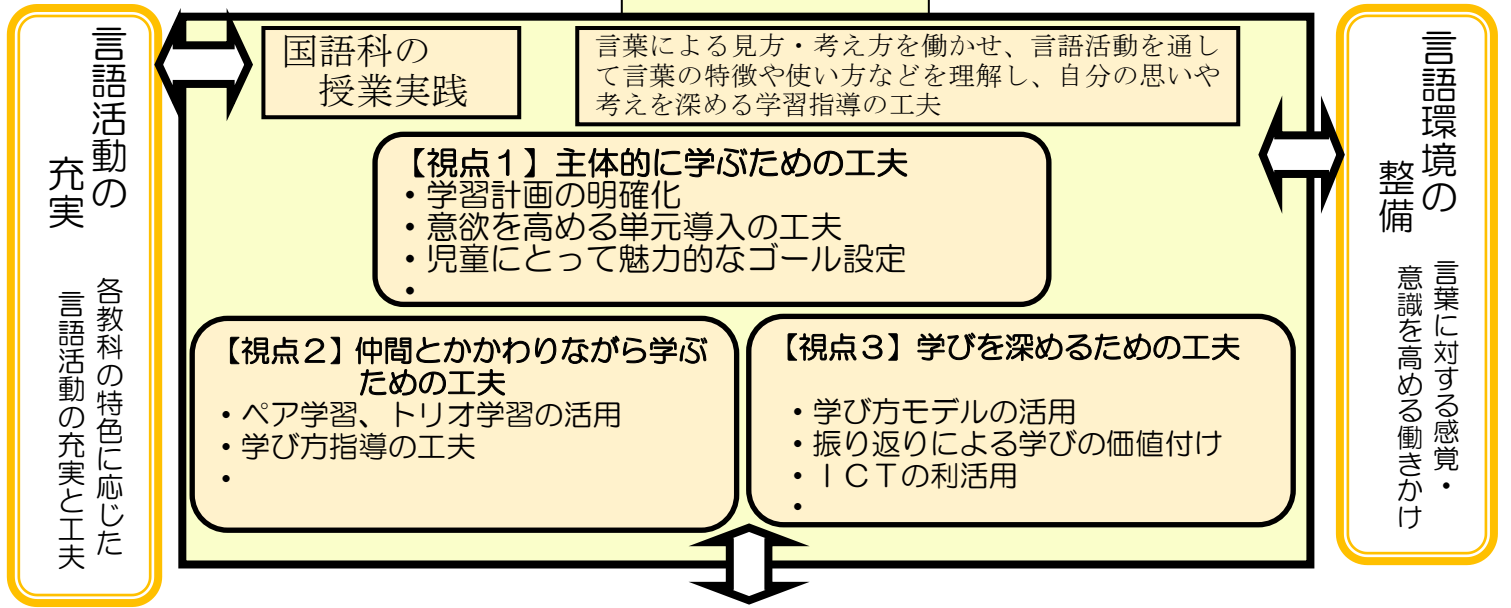 言語活動の
充実
各教科の特色に応じた
言語活動の充実と工夫
国語科の
授業実践
言葉による見方・考え方を働かせ、言語活動を通し
て言葉の特徴や使い方などを理解し、自分の思いや
考えを深める学習指導の工夫
【視点１】主体的に学ぶための工夫
・学習計画の明確化
・意欲を高める単元導入の工夫
・児童にとって魅力的なゴール設定
・
【視点２】仲間とかかわりながら学ぶ
ための工夫
・ペア学習、トリオ学習の活用
・学び方指導の工夫
・
【視点３】学びを深めるための工夫
・学び方モデルの活用
・振り返りによる学びの価値付け
・ＩＣＴの利活用
・
言語環境の
整備
言葉に対する感覚・
意識を高める働きかけ